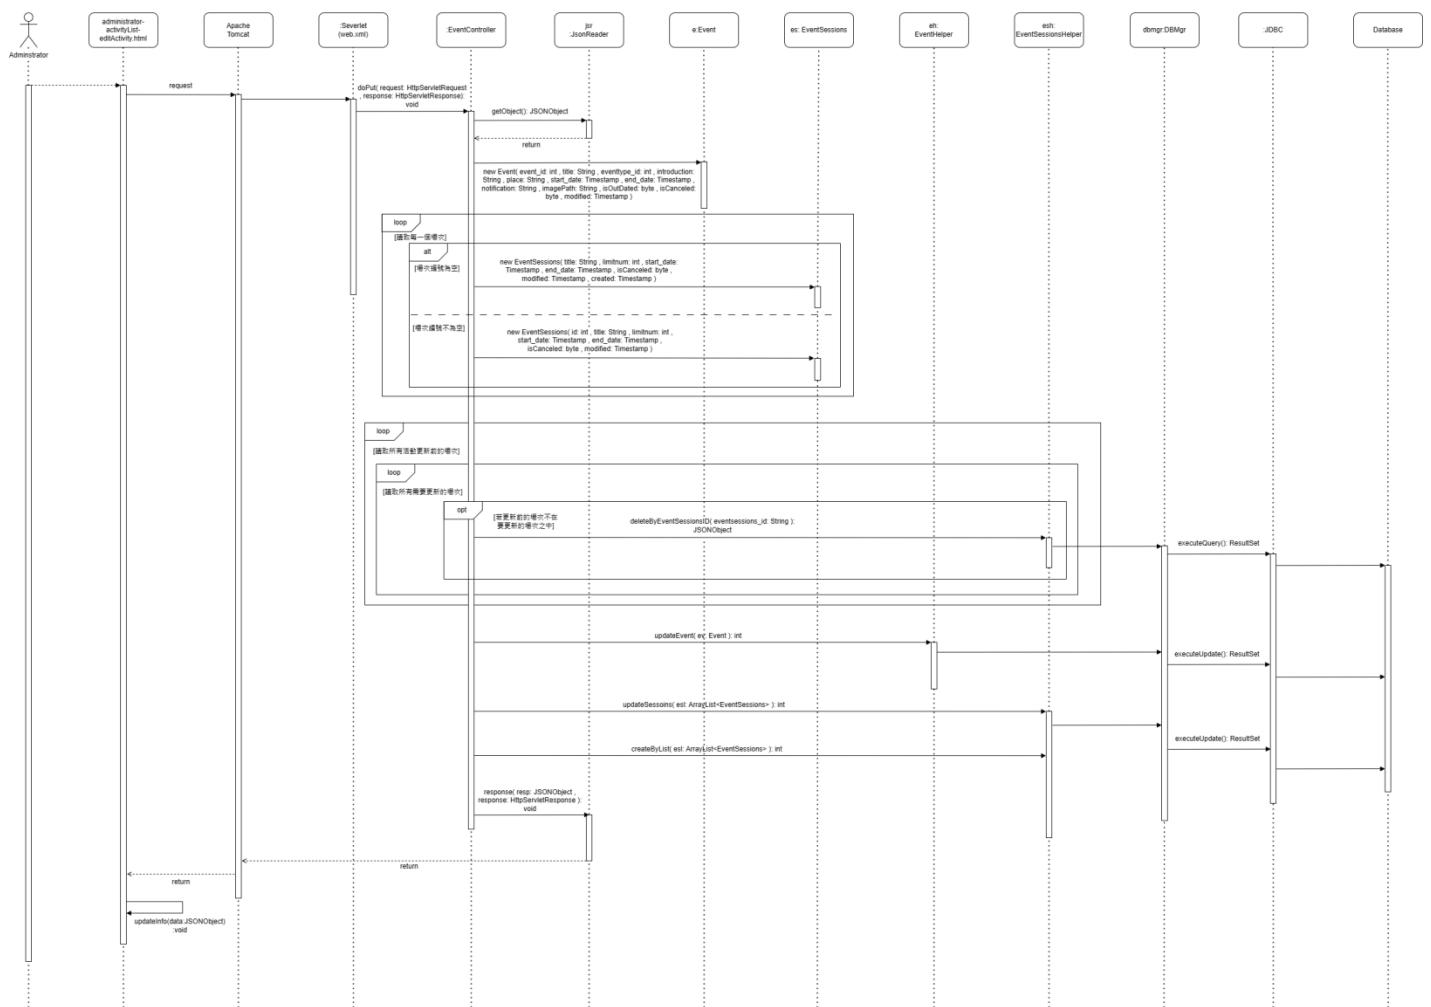 Adminstrator
administrator-
activityList-
editActivity.html
Apache
Tomcat
:Severlet
(web.xml)
:EventController
jsr
:JsonReader
e:Event
es: EventSessions
eh:
EventHelper
esh:
EventSessionsHelper
dbmgr:DBMgr
:JDBC
Database
request
doPut( request: HttpServletRequest
, response: HttpServletResponse):
void
getObject(): JSONObject
return
new Event( event_id: int , title: String , eventtype_id: int , introduction:
String , place: String , start_date: Timestamp , end_date: Timestamp ,
notification: String , imagePath: String , isOutDated: byte , isCanceled:
byte , modified: Timestamp )
loop
[讀取每一個場次]
alt
[場次編號為空]
new EventSessions( title: String , limitnum: int , start_date:
Timestamp , end_date: Timestamp , isCanceled: byte ,
modified: Timestamp , created: Timestamp )
[場次編號不為空]
new EventSessions( id: int , title: String , limitnum: int ,
start_date: Timestamp , end_date: Timestamp ,
isCanceled: byte , modified: Timestamp )
loop
[讀取所有活動更新前的場次]
loop
[讀取所有需要更新的場次]
opt
[若更新前的場次不在
要更新的場次之中]
deleteByEventSessionsID( eventsessions_id: String ):
JSONObject
executeQuery(): ResultSet
updateEvent( ev: Event ): int
executeUpdate(): ResultSet
updateSessoins( esl: ArrayList<EventSessions> ): int
executeUpdate(): ResultSet
createByList( esl: ArrayList<EventSessions> ): int
response( resp: JSONObject ,
response: HttpServletResponse ):
void
return
return
updateInfo(data:JSONObject)
:void